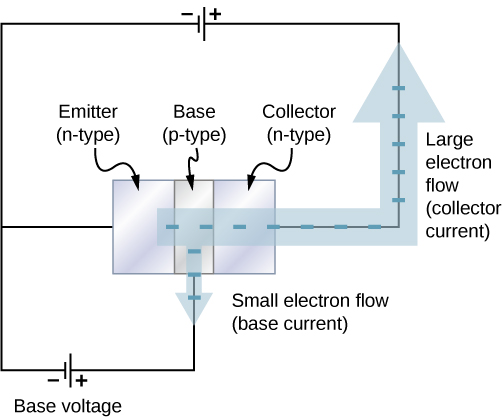 − +
Emitter
(n-type)
Base
(p-type)
Collector
(n-type)
Large
electron
flow
(collector
current)
Small electron flow
(base current)
− +
Base voltage